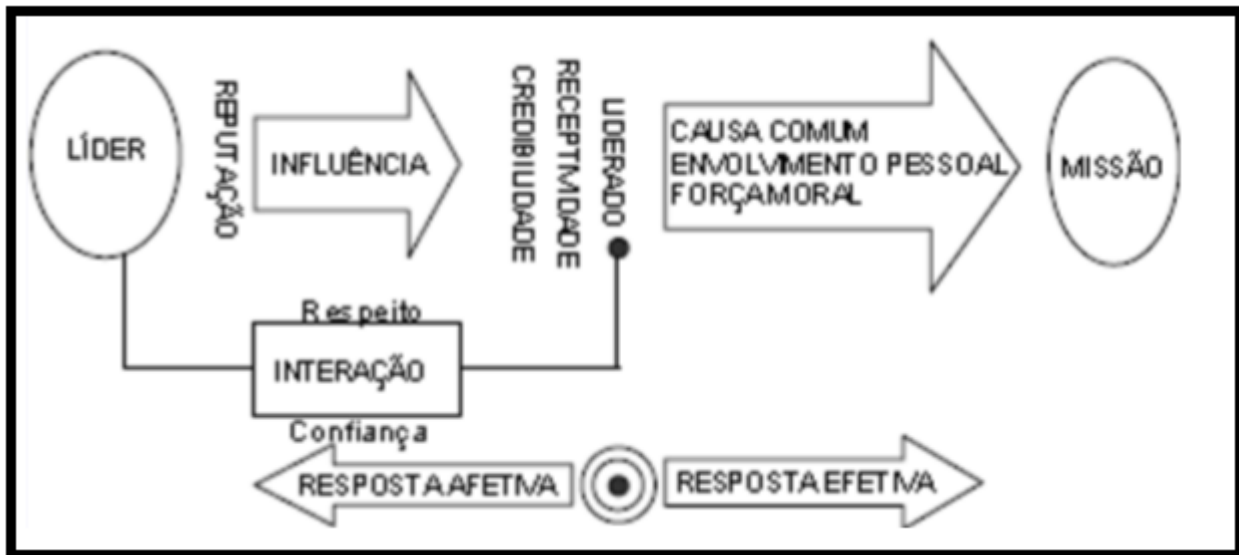 LÍDER
REPUTAÇÃO
INFLUÊNCIA
CREDIBILIDADE
RECEPTIVIDADE
LIDERADO
CAUSA COMUM
ENVOLVIMENTO PESSOAL
FORÇA MORAL
MISSÃO
Respeito
INTERAÇÃO
Confiança
RESPOSTA AFETIVA
RESPOSTA EFETIVA